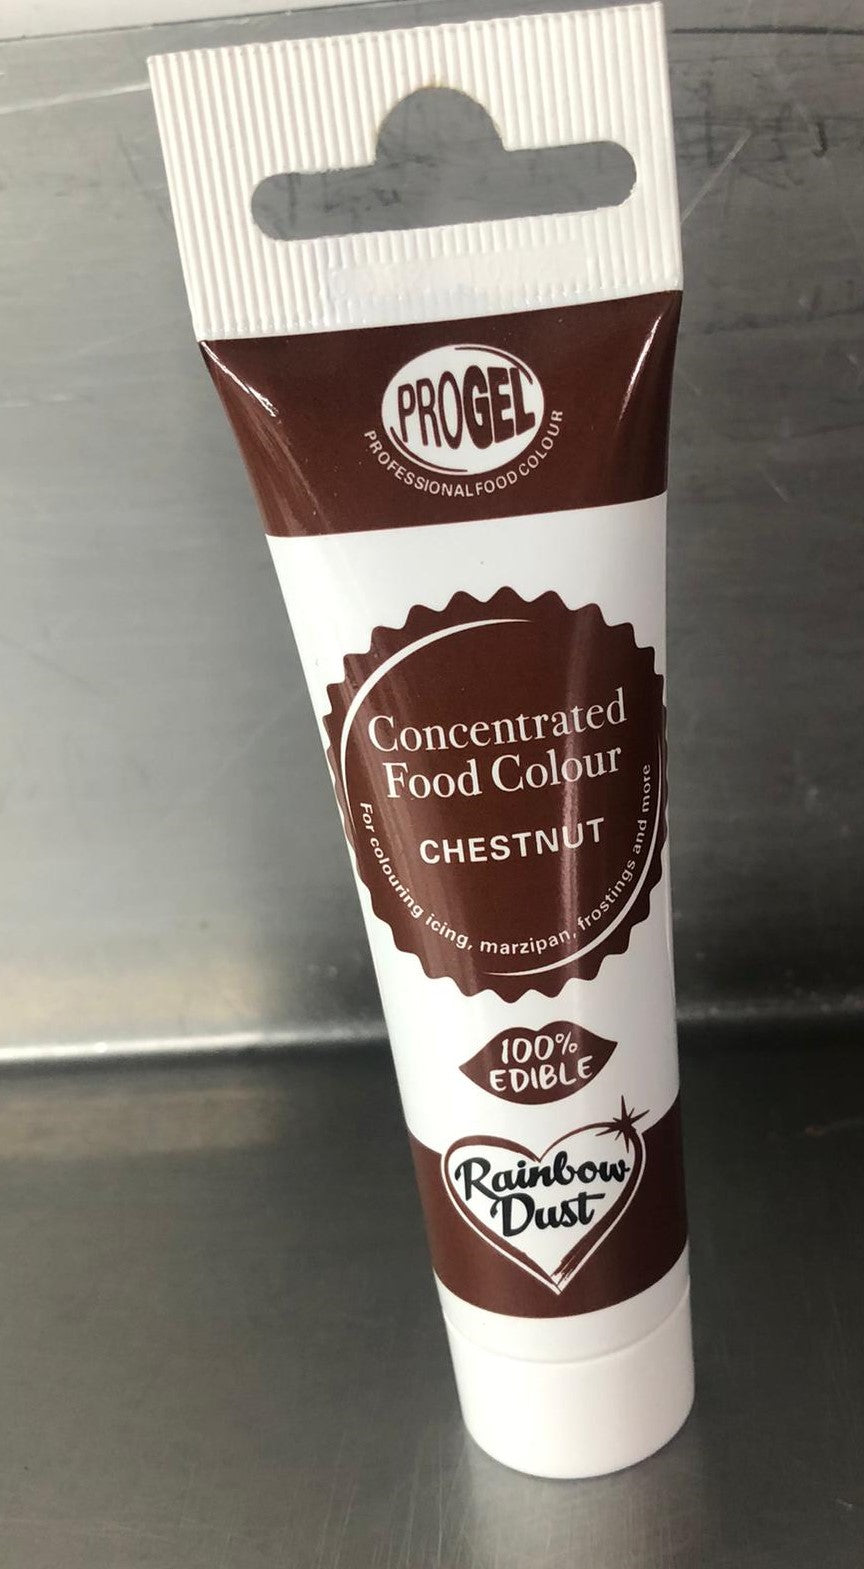 PROGEL
PROFESSIONAL FOOD COLOUR
Concentrated
Food Colour
CHESTNUT
For colouring icing, marzipan, frostings and more
100%
EDIBLE
Rainbow
Dust